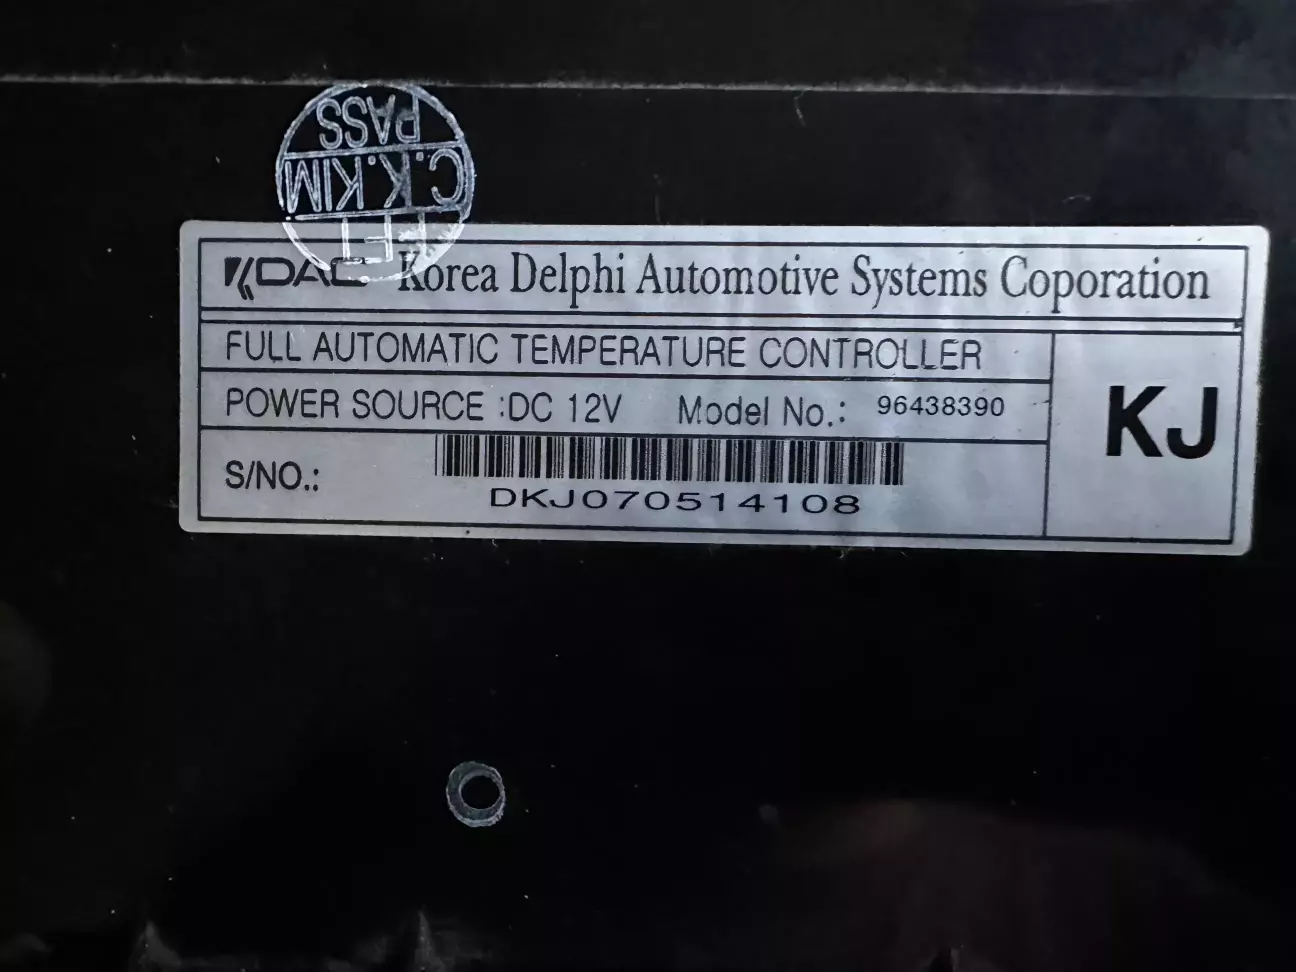 PASS
C.K.KIM
KDAC Korea Delphi Automotive Systems Coporation
FULL AUTOMATIC TEMPERATURE CONTROLLER
POWER SOURCE :DC 12V Model No.: 96438390
KJ
S/NO.:
DKJ070514108